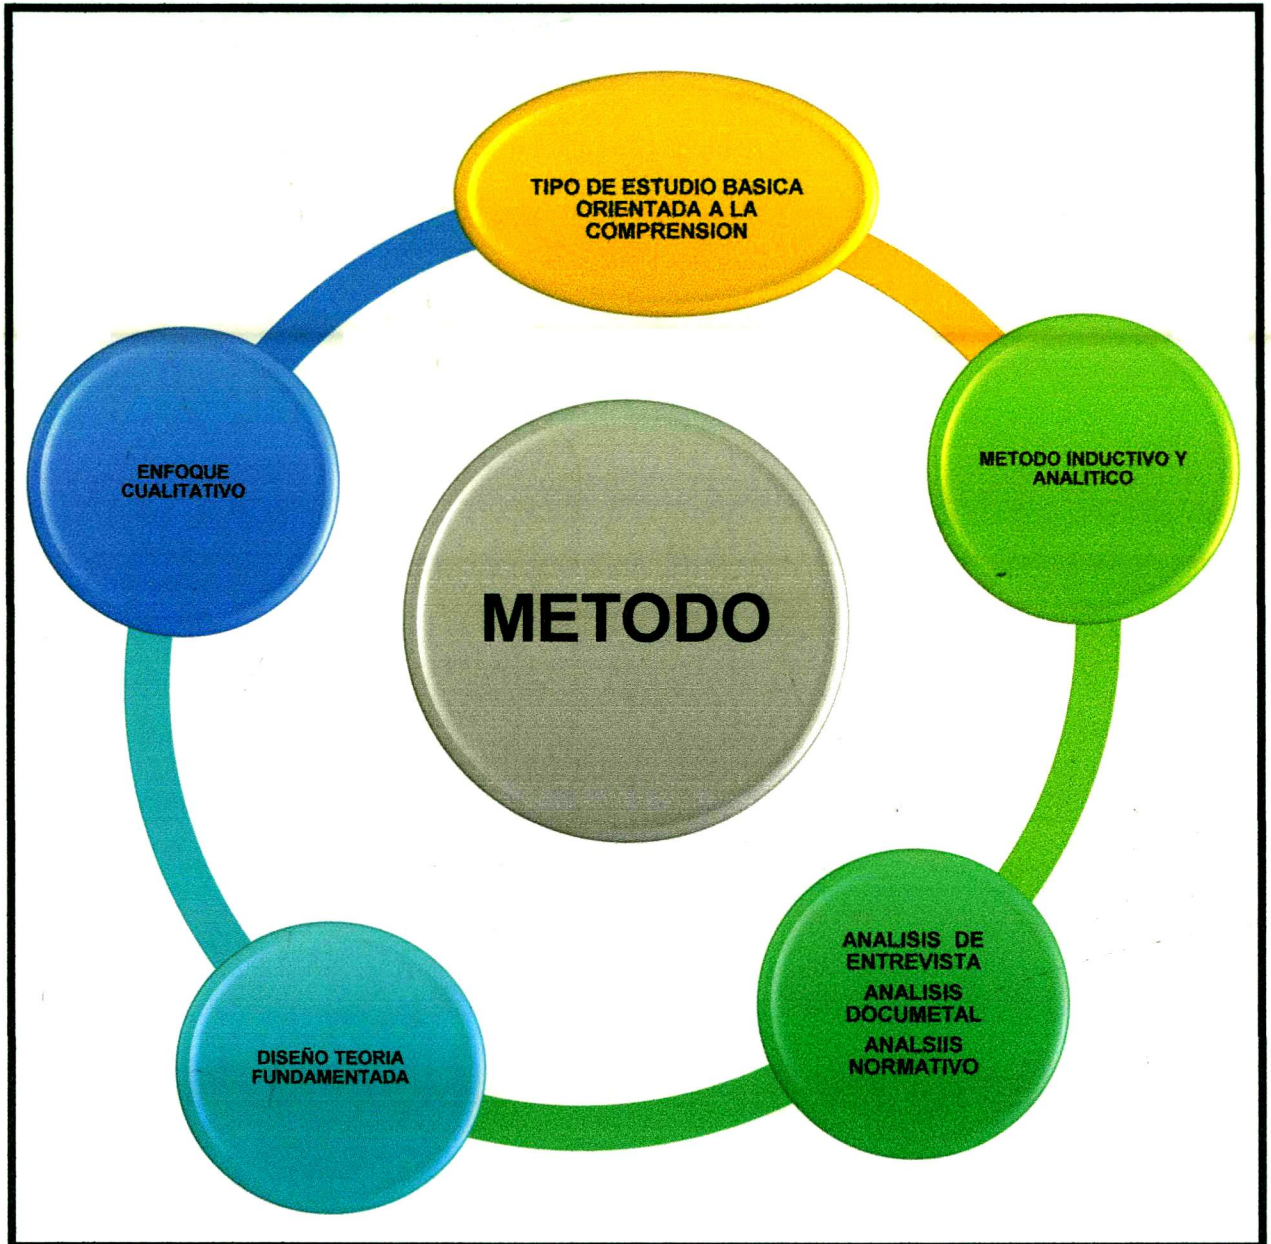 TIPO DE ESTUDIO BASICA
ORIENTADA A LA
COMPRENSION
METODO INDUCTIVO Y
ANALITICO
ANALISIS DE
ENTREVISTA
ANALISIS
DOCUMETAL
ANALSIIS
NORMATIVO
DISEÑO TEORIA
FUNDAMENTADA
ENFOQUE
CUALITATIVO
METODO